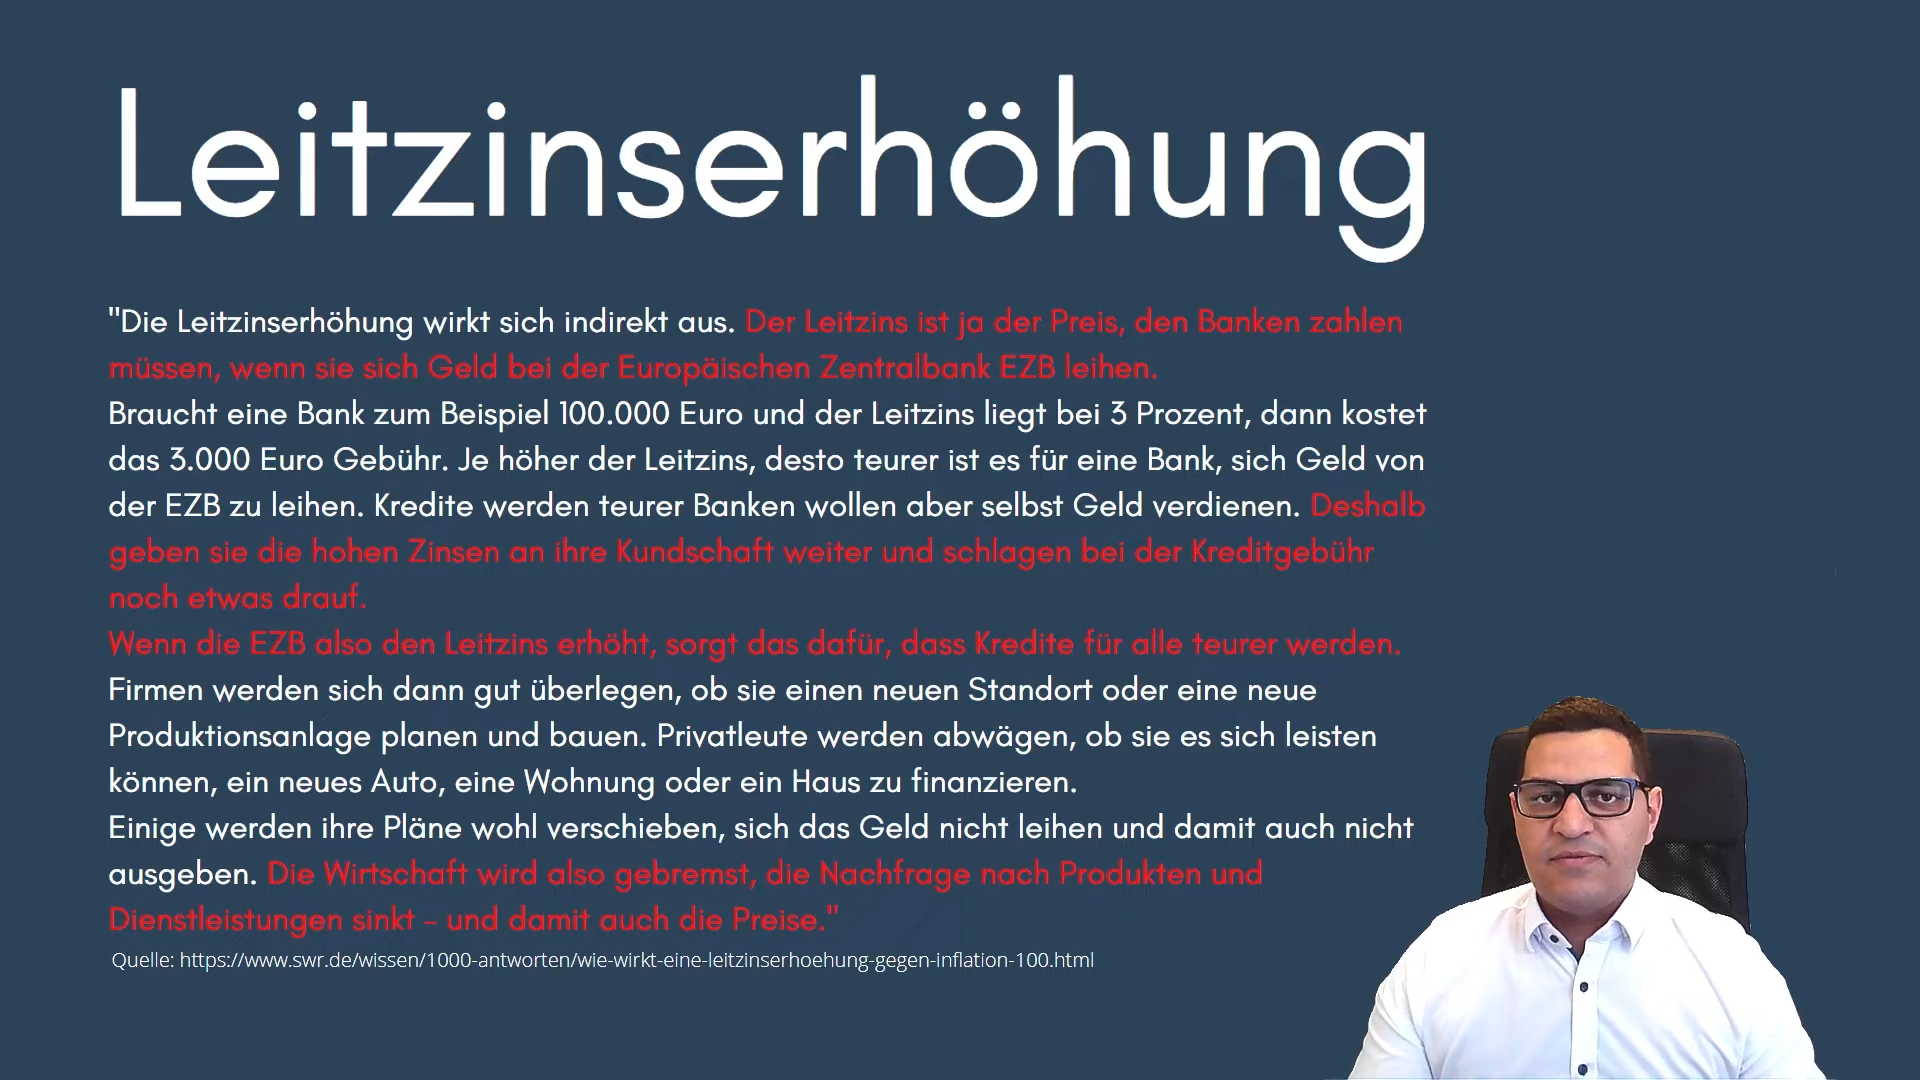 Leitzinserhöhung
"Die Leitzinserhöhung wirkt sich indirekt aus. Der Leitzins ist ja der Preis, den Banken zahlen
müssen, wenn sie sich Geld bei der Europäischen Zentralbank EZB leihen.
Braucht eine Bank zum Beispiel 100.000 Euro und der Leitzins liegt bei 3 Prozent, dann kostet
das 3.000 Euro Gebühr. Je höher der Leitzins, desto teurer ist es für eine Bank, sich Geld von
der EZB zu leihen. Kredite werden teurer Banken wollen aber selbst Geld verdienen. Deshalb
geben sie die hohen Zinsen an ihre Kundschaft weiter und schlagen bei der Kreditgebühr
noch etwas drauf.
Wenn die EZB also den Leitzins erhöht, sorgt das dafür, dass Kredite für alle teurer werden.
Firmen werden sich dann gut überlegen, ob sie einen neuen Standort oder eine neue
Produktionsanlage planen und bauen. Privatleute werden abwägen, ob sie es sich leisten
können, ein neues Auto, eine Wohnung oder ein Haus zu finanzieren.
Einige werden ihre Pläne wohl verschieben, sich das Geld nicht leihen und damit auch nicht
ausgeben. Die Wirtschaft wird also gebremst, die Nachfrage nach Produkten und
Dienstleistungen sinkt – und damit auch die Preise."
Quelle: https://www.swr.de/wissen/1000-antworten/wie-wirkt-eine-leitzinserhoehung-gegen-inflation-100.html